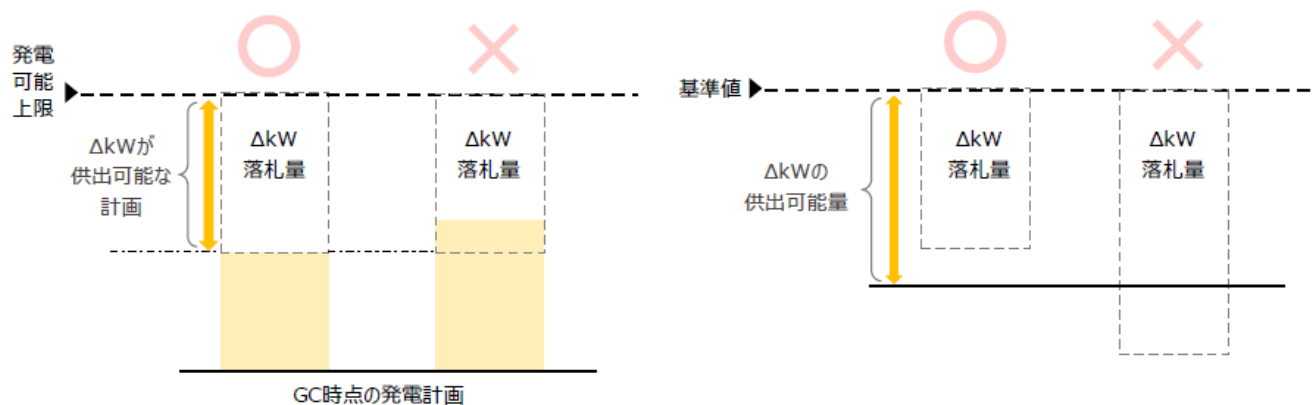 発電
可能
上限
ΔkWが
供出可能な
計画
ΔkW
落札量
ΔkW
落札量
GC時点の発電計画
基準値
ΔkWの
供出可能量
ΔkW
落札量
ΔkW
落札量